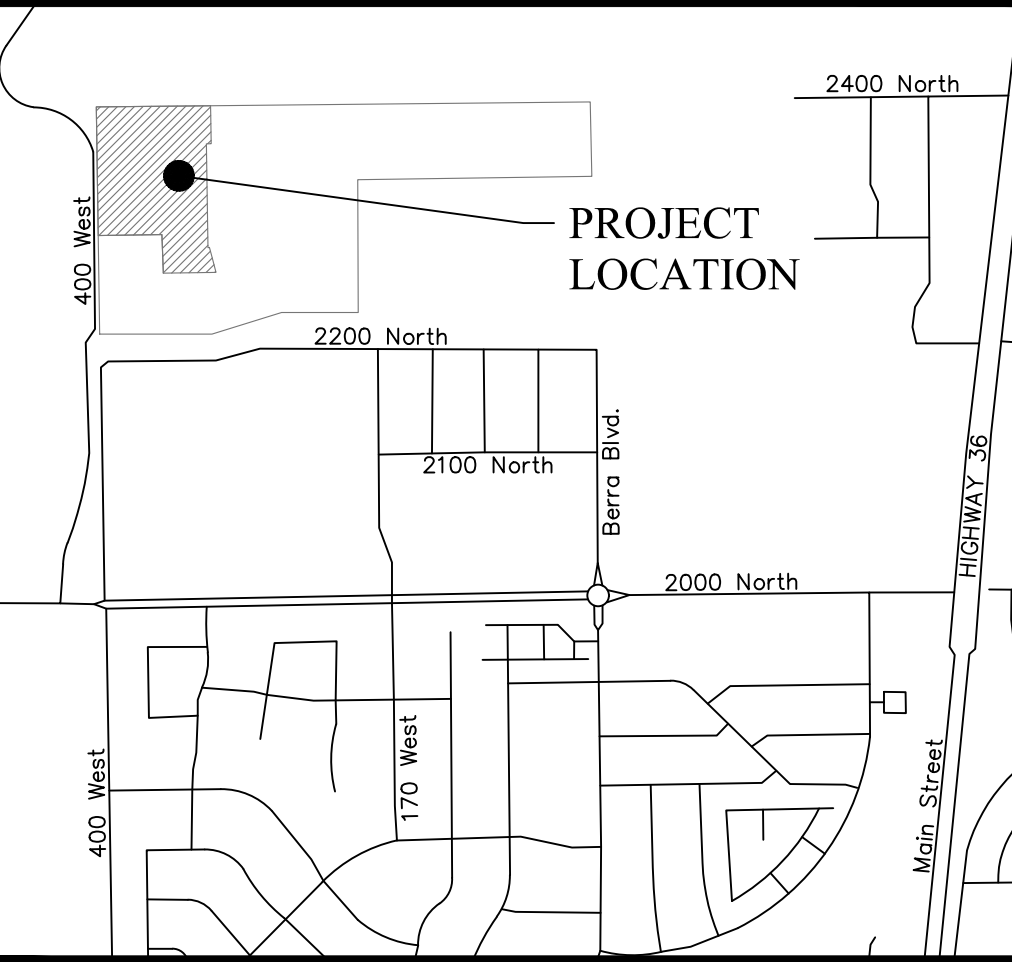 2400 North
400 West
PROJECT
LOCATION
2200 North
2100 North
Berra Blvd.
HIGHWAY 36
2000 North
170 West
400 West
Main Street